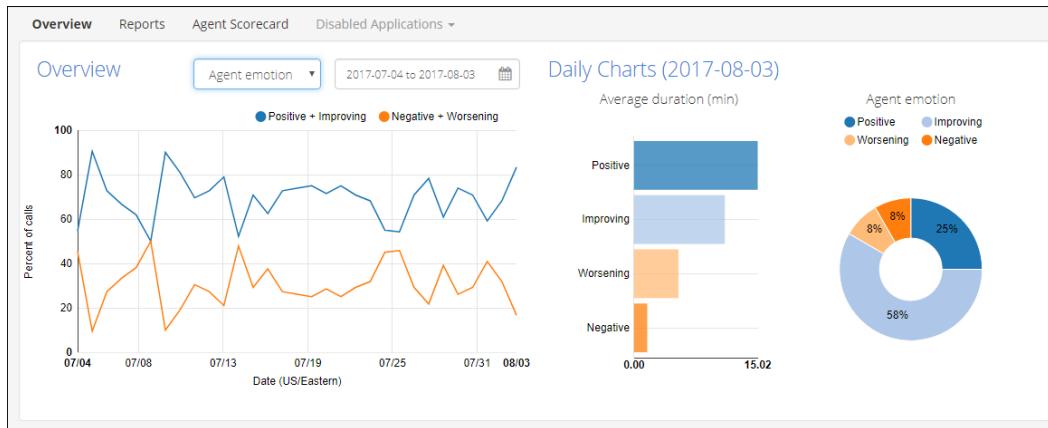 Overview Reports Agent Scorecard Disabled Applications
Overview
Agent emotion
2017-07-04 to 2017-08-03
Positive + Improving Negative + Worsening
Percent of calls
100
80
60
40
20
0
07/04 07/08 07/13 07/19 07/25 07/31 08/03
Date (US/Eastern)
Daily Charts (2017-08-03)
Average duration (min)
Positive
Improving
Worsening
Negative
0.00 15.02
Agent emotion
Positive Improving
Worsening Negative
8% 8% 25%
58%